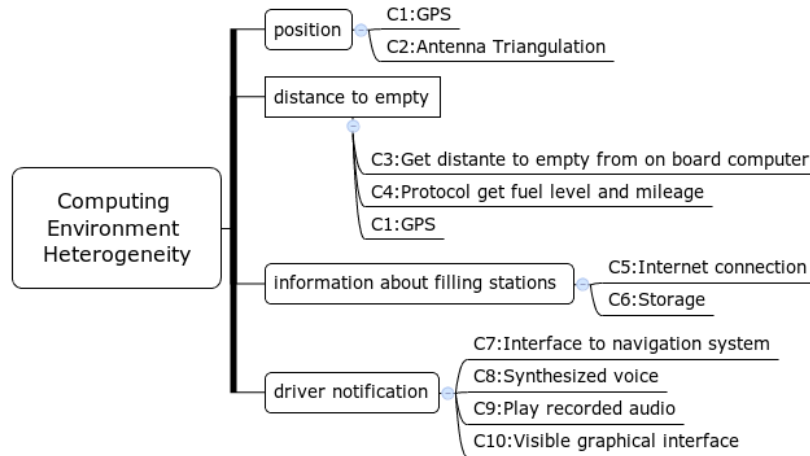 position
C1:GPS
C2:Antenna Triangulation
distance to empty
C3:Get distante to empty from on board computer
C4:Protocol get fuel level and mileage
C1:GPS
Computing
Environment
Heterogeneity
information about filling stations
C5:Internet connection
C6:Storage
driver notification
C7:Interface to navigation system
C8:Synthesized voice
C9:Play recorded audio
C10:Visible graphical interface